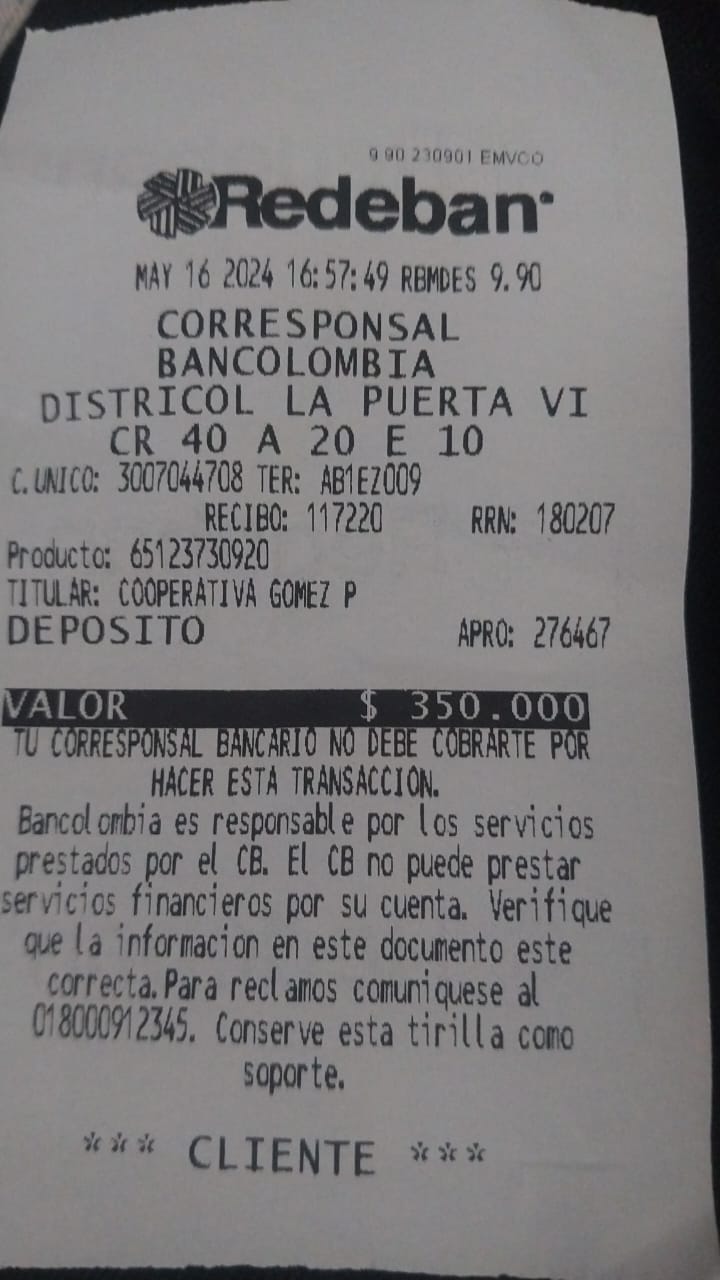 9 90 230901 EMVCO
Redeban
MAY 16 2024 16:57:49 RBMDES 9.90
CORRESPONSAL
BANCOLOMBIA
DISTRICOL LA PUERTA VI
CR 40 A 20 E 10
C. UNICO: 3007044708 TER: AB1EZ009
RECIBO: 117220 RRN: 180207
Producto: 65123730920
TITULAR: COOPERATIVA GOMEZ P
DEPOSITO APRO: 276467
VALOR $ 350.000
TU CORRESPONSAL BANCARIO NO DEBE COBRARTE POR
HACER ESTA TRANSACCION.
Bancolombia es responsable por los servicios
prestados por el CB. El CB no puede prestar
servicios financieros por su cuenta. Verifique
que la informacion en este documento este
correcta. Para reclamos comuniquese al
018000912345. Conserve esta tirilla como
soporte.
*** CLIENTE ***